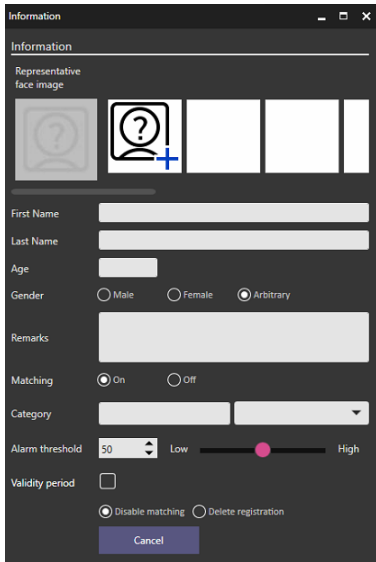 Information
Information
Representative
face image
First Name
Last Name
Age
Gender Male Female Arbitrary
Remarks
Matching On Off
Category
Alarm threshold 50 Low High
Validity period
Disable matching Delete registration
Cancel